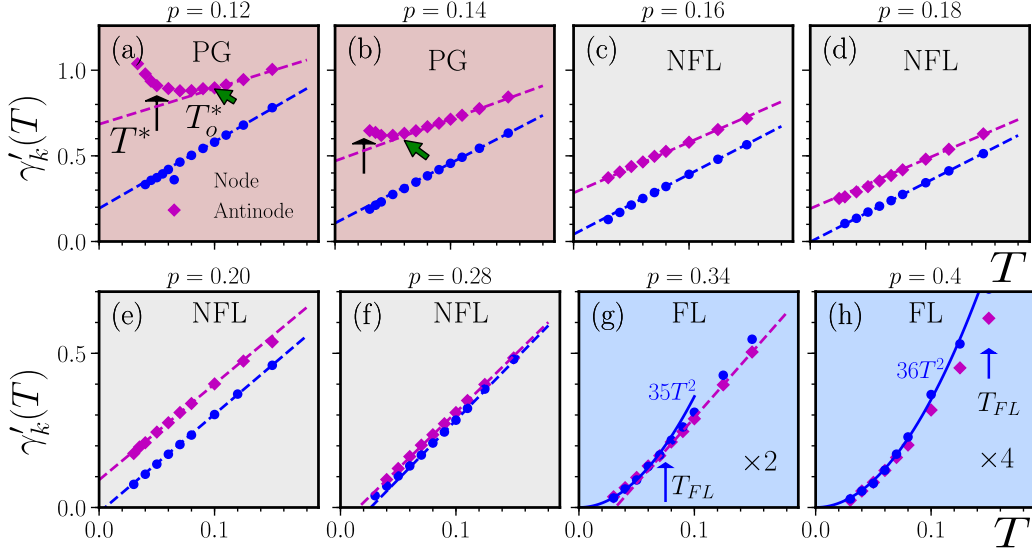 p = 0.12 p = 0.14 p = 0.16 p = 0.18
(a) PG (b) PG (c) NFL (d) NFL
γ′ₖ(T)
1.0
0.5
0.0
T* T*ₒ
Node
Antinode
T
p = 0.20 p = 0.28 p = 0.34 p = 0.4
(e) NFL (f) NFL (g) FL (h) FL
γ′ₖ(T)
0.5
0.0
35T² 36T²
T_FL T_FL
×2 ×4
0.0 0.1 0.0 0.1 0.0 0.1 0.0 0.1
T